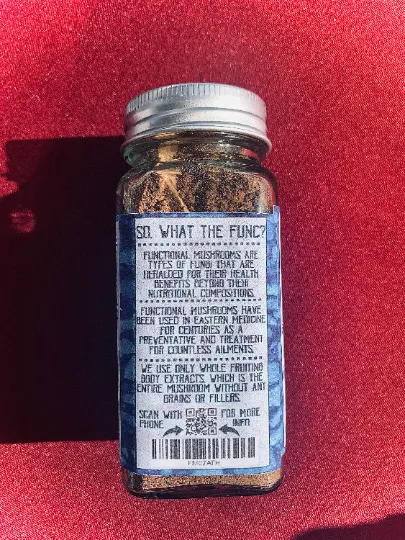 SO, WHAT THE FUNC?
FUNCTIONAL MUSHROOMS ARE
TYPES OF FUNGI THAT ARE
HERALDED FOR THEIR HEALTH
BENEFITS BEYOND THEIR
NUTRITIONAL COMPOSITIONS.
FUNCTIONAL MUSHROOMS HAVE
BEEN USED IN EASTERN MEDICINE
FOR CENTURIES AS A
PREVENTATIVE AND TREATMENT
FOR COUNTLESS AILMENTS.
WE USE ONLY WHOLE FRUITING
BODY EXTRACTS, WHICH IS THE
ENTIRE MUSHROOM WITHOUT ANY
GRAINS OR FILLERS.
SCAN WITH FOR MORE
PHONE INFO